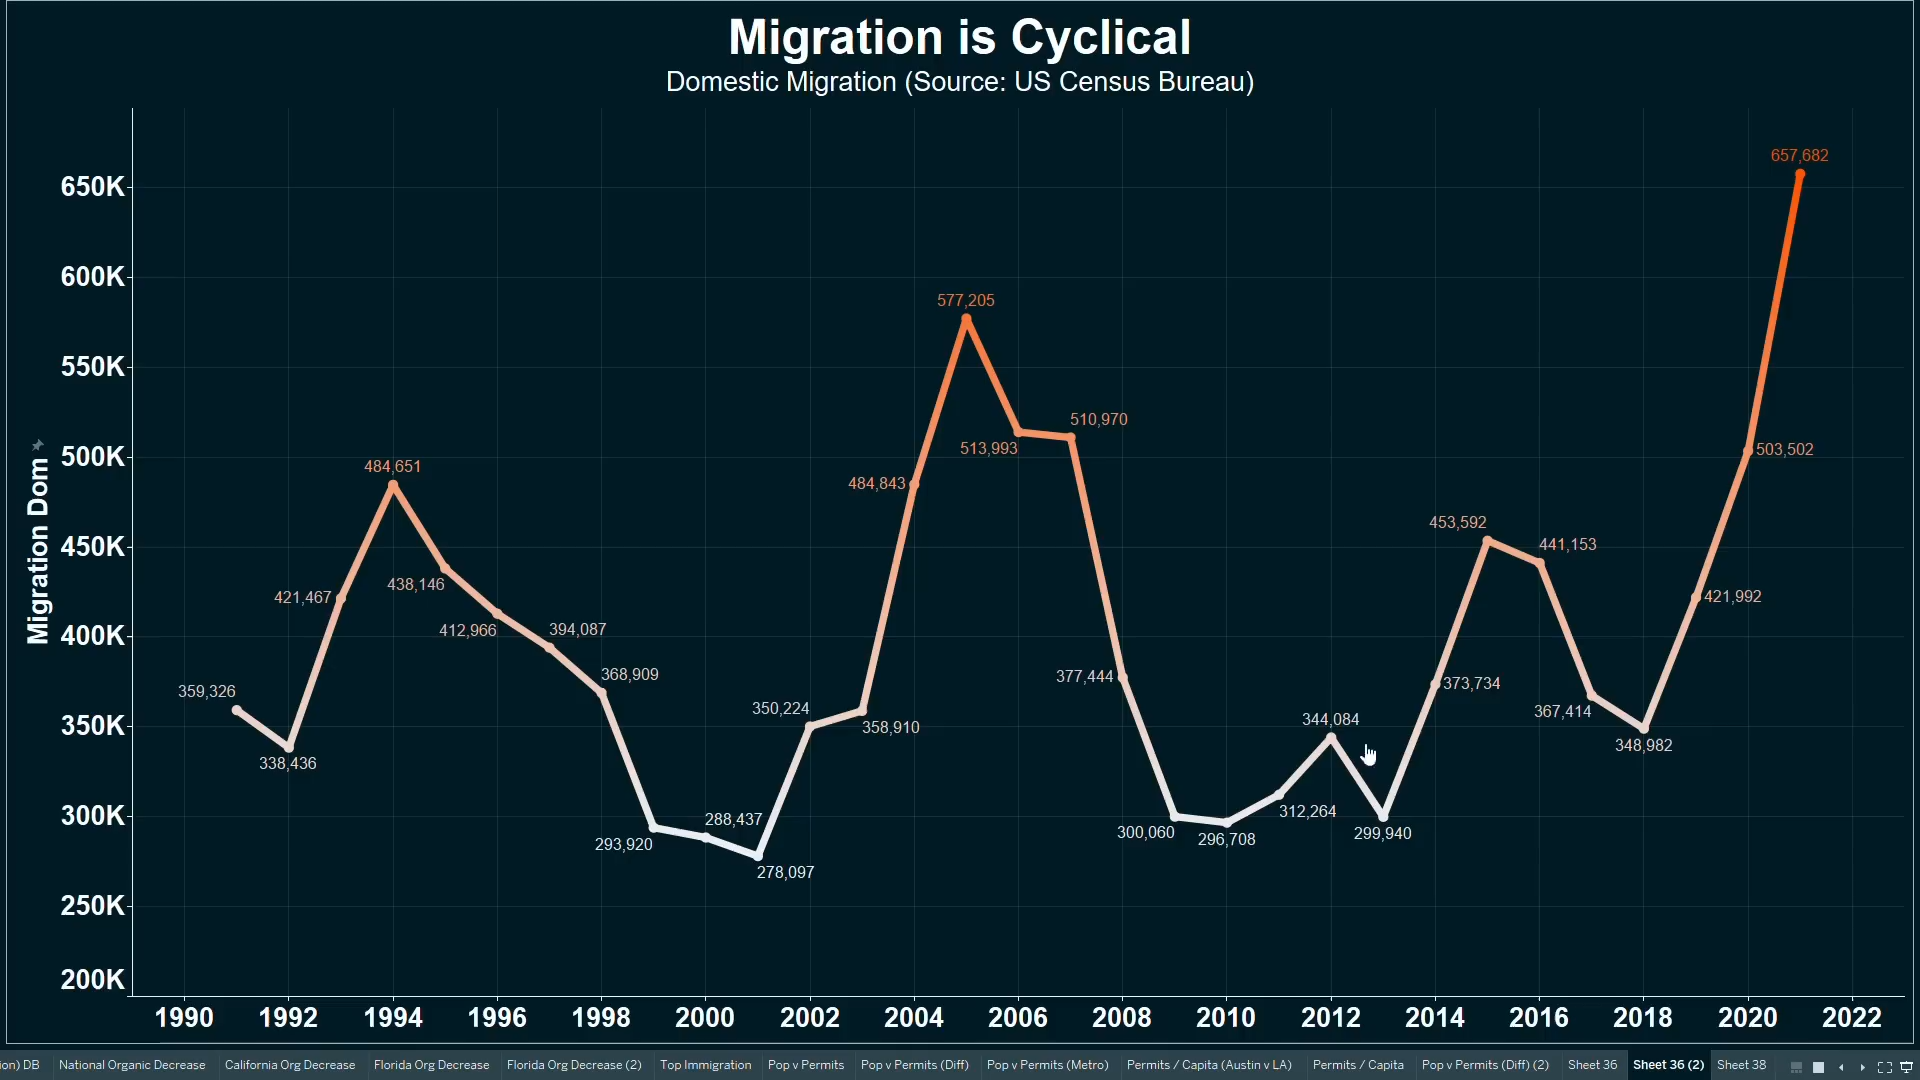 Migration is Cyclical
Domestic Migration (Source: US Census Bureau)
Migration Dom
650K
600K
550K
500K
450K
400K
350K
300K
250K
200K
359,326
338,436
421,467
484,651
438,146
412,966
394,087
368,909
293,920
288,437
278,097
350,224
358,910
484,843
577,205
513,993
510,970
377,444
300,060
296,708
312,264
344,084
299,940
373,734
453,592
441,153
367,414
348,982
421,992
503,502
657,682
1990 1992 1994 1996 1998 2000 2002 2004 2006 2008 2010 2012 2014 2016 2018 2020 2022
ion) DB National Organic Decrease California Org Decrease Florida Org Decrease Florida Org Decrease (2) Top Immigration Pop v Permits Pop v Permits (Diff) Pop v Permits (Metro) Permits / Capita (Austin v LA) Permits / Capita Pop v Permits (Diff) (2) Sheet 36 Sheet 36 (2) Sheet 38